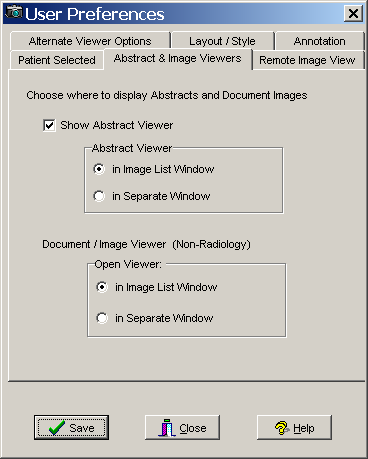 User Preferences
Alternate Viewer Options Layout / Style Annotation
Patient Selected Abstract & Image Viewers Remote Image View
Choose where to display Abstracts and Document Images
Show Abstract Viewer
Abstract Viewer
in Image List Window
in Separate Window
Document / Image Viewer (Non-Radiology)
Open Viewer:
in Image List Window
in Separate Window
Save Close Help